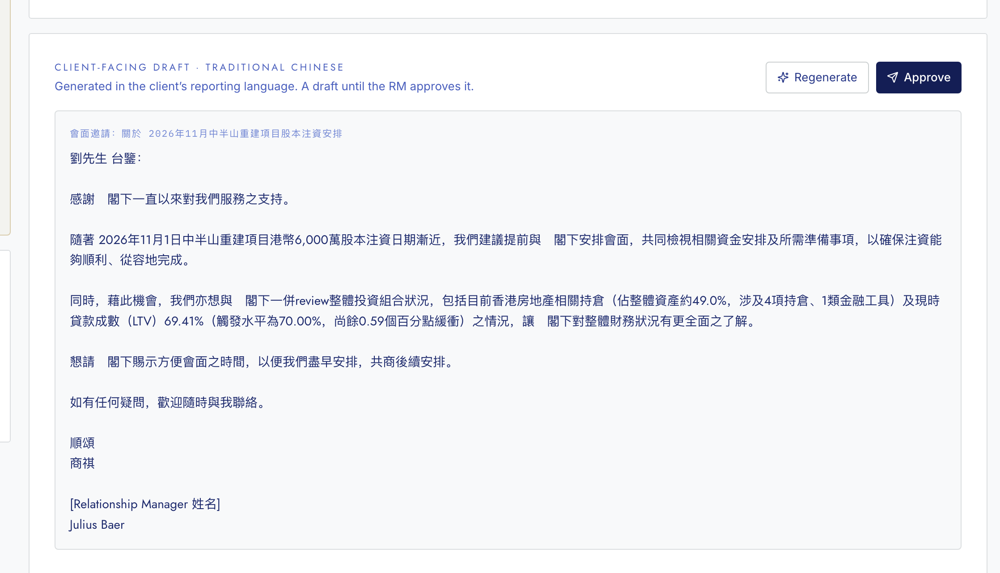 CLIENT-FACING DRAFT · TRADITIONAL CHINESE
Generated in the client’s reporting language. A draft until the RM approves it.
Regenerate
Approve
會面邀請：關於 2026年11月中半山重建項目股本注資安排
劉先生 台鑒：
感謝　閣下一直以來對我們服務之支持。
隨著 2026年11月1日中半山重建項目港幣6,000萬股本注資日期漸近，我們建議提前與　閣下安排會面，共同檢視相關資金安排及所需準備事項，以確保注資能
夠順利、從容地完成。
同時，藉此機會，我們亦想與　閣下一併review整體投資組合狀況，包括目前香港房地產相關持倉（佔整體資產約49.0%，涉及4項持倉、1類金融工具）及現時
貸款成數（LTV）69.41%（觸發水平為70.00%，尚餘0.59個百分點緩衝）之情況，讓　閣下對整體財務狀況有更全面之了解。
懇請　閣下賜示方便會面之時間，以便我們盡早安排，共商後續安排。
如有任何疑問，歡迎隨時與我聯絡。
順頌
商祺
[Relationship Manager 姓名]
Julius Baer